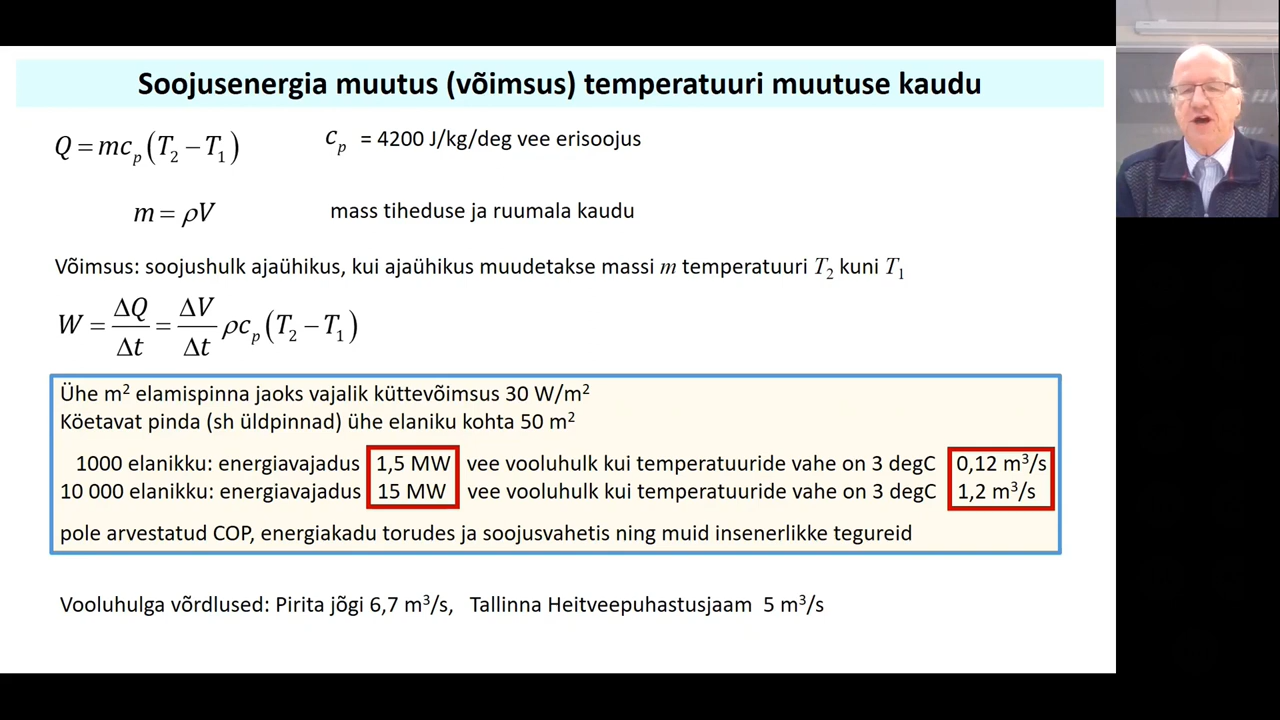 Soojusenergia muutus (võimsus) temperatuuri muutuse kaudu
Q = mc_p(T_2 − T_1)
c_p = 4200 J/kg/deg vee erisoojus
m = ρV
mass tiheduse ja ruumala kaudu
Võimsus: soojushulk ajaühikus, kui ajaühikus muudetakse massi m temperatuuri T_2 kuni T_1
W = ΔQ/Δt = ΔV/Δt ρc_p(T_2 − T_1)
Ühe m² elamispinna jaoks vajalik küttevõimsus 30 W/m²
Köetavat pinda (sh üldpinnad) ühe elaniku kohta 50 m²
1000 elanikku: energiavajadus 1,5 MW vee vooluhulk kui temperatuuride vahe on 3 degC 0,12 m³/s
10 000 elanikku: energiavajadus 15 MW vee vooluhulk kui temperatuuride vahe on 3 degC 1,2 m³/s
pole arvestatud COP, energiakadu torudes ja soojusvahetis ning muid insenerlikke tegureid
Vooluhulga võrdlused: Pirita jõgi 6,7 m³/s, Tallinna Heitveepuhastusjaam 5 m³/s